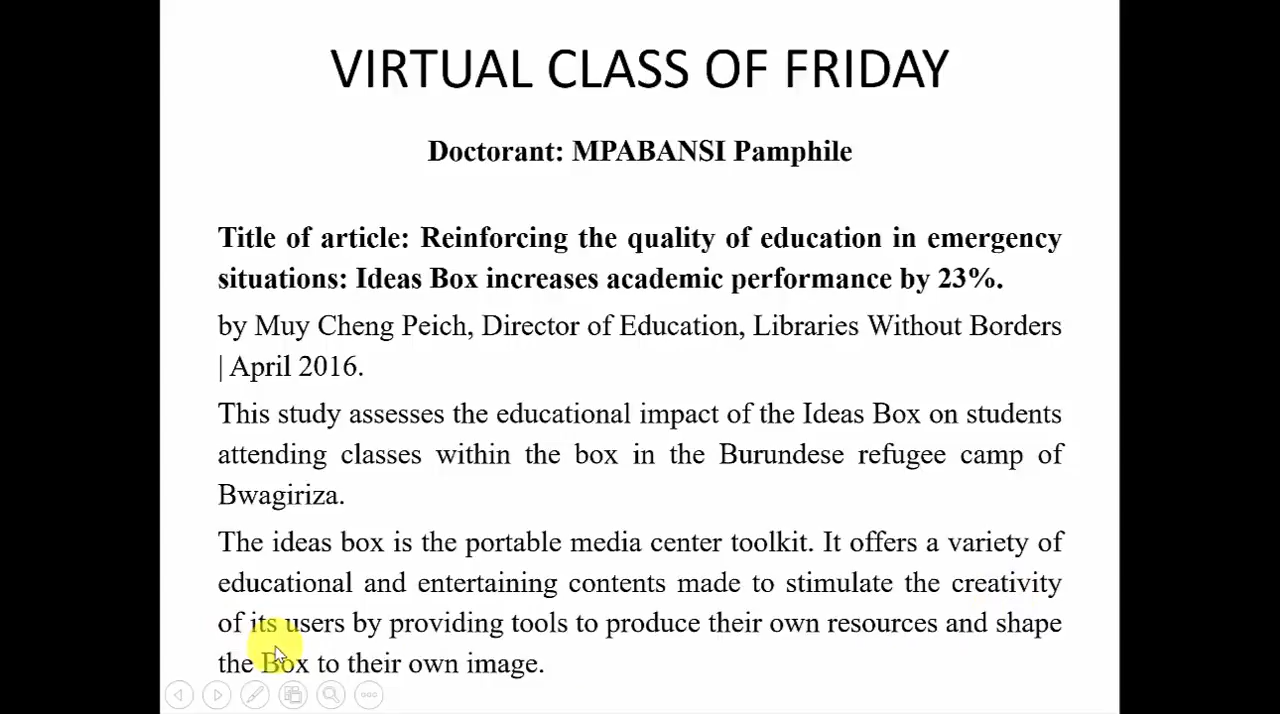 VIRTUAL CLASS OF FRIDAY
Doctorant: MPABANSI Pamphile
Title of article: Reinforcing the quality of education in emergency
situations: Ideas Box increases academic performance by 23%.
by Muy Cheng Peich, Director of Education, Libraries Without Borders
| April 2016.
This study assesses the educational impact of the Ideas Box on students
attending classes within the box in the Burundese refugee camp of
Bwagiriza.
The ideas box is the portable media center toolkit. It offers a variety of
educational and entertaining contents made to stimulate the creativity
of its users by providing tools to produce their own resources and shape
the Box to their own image.